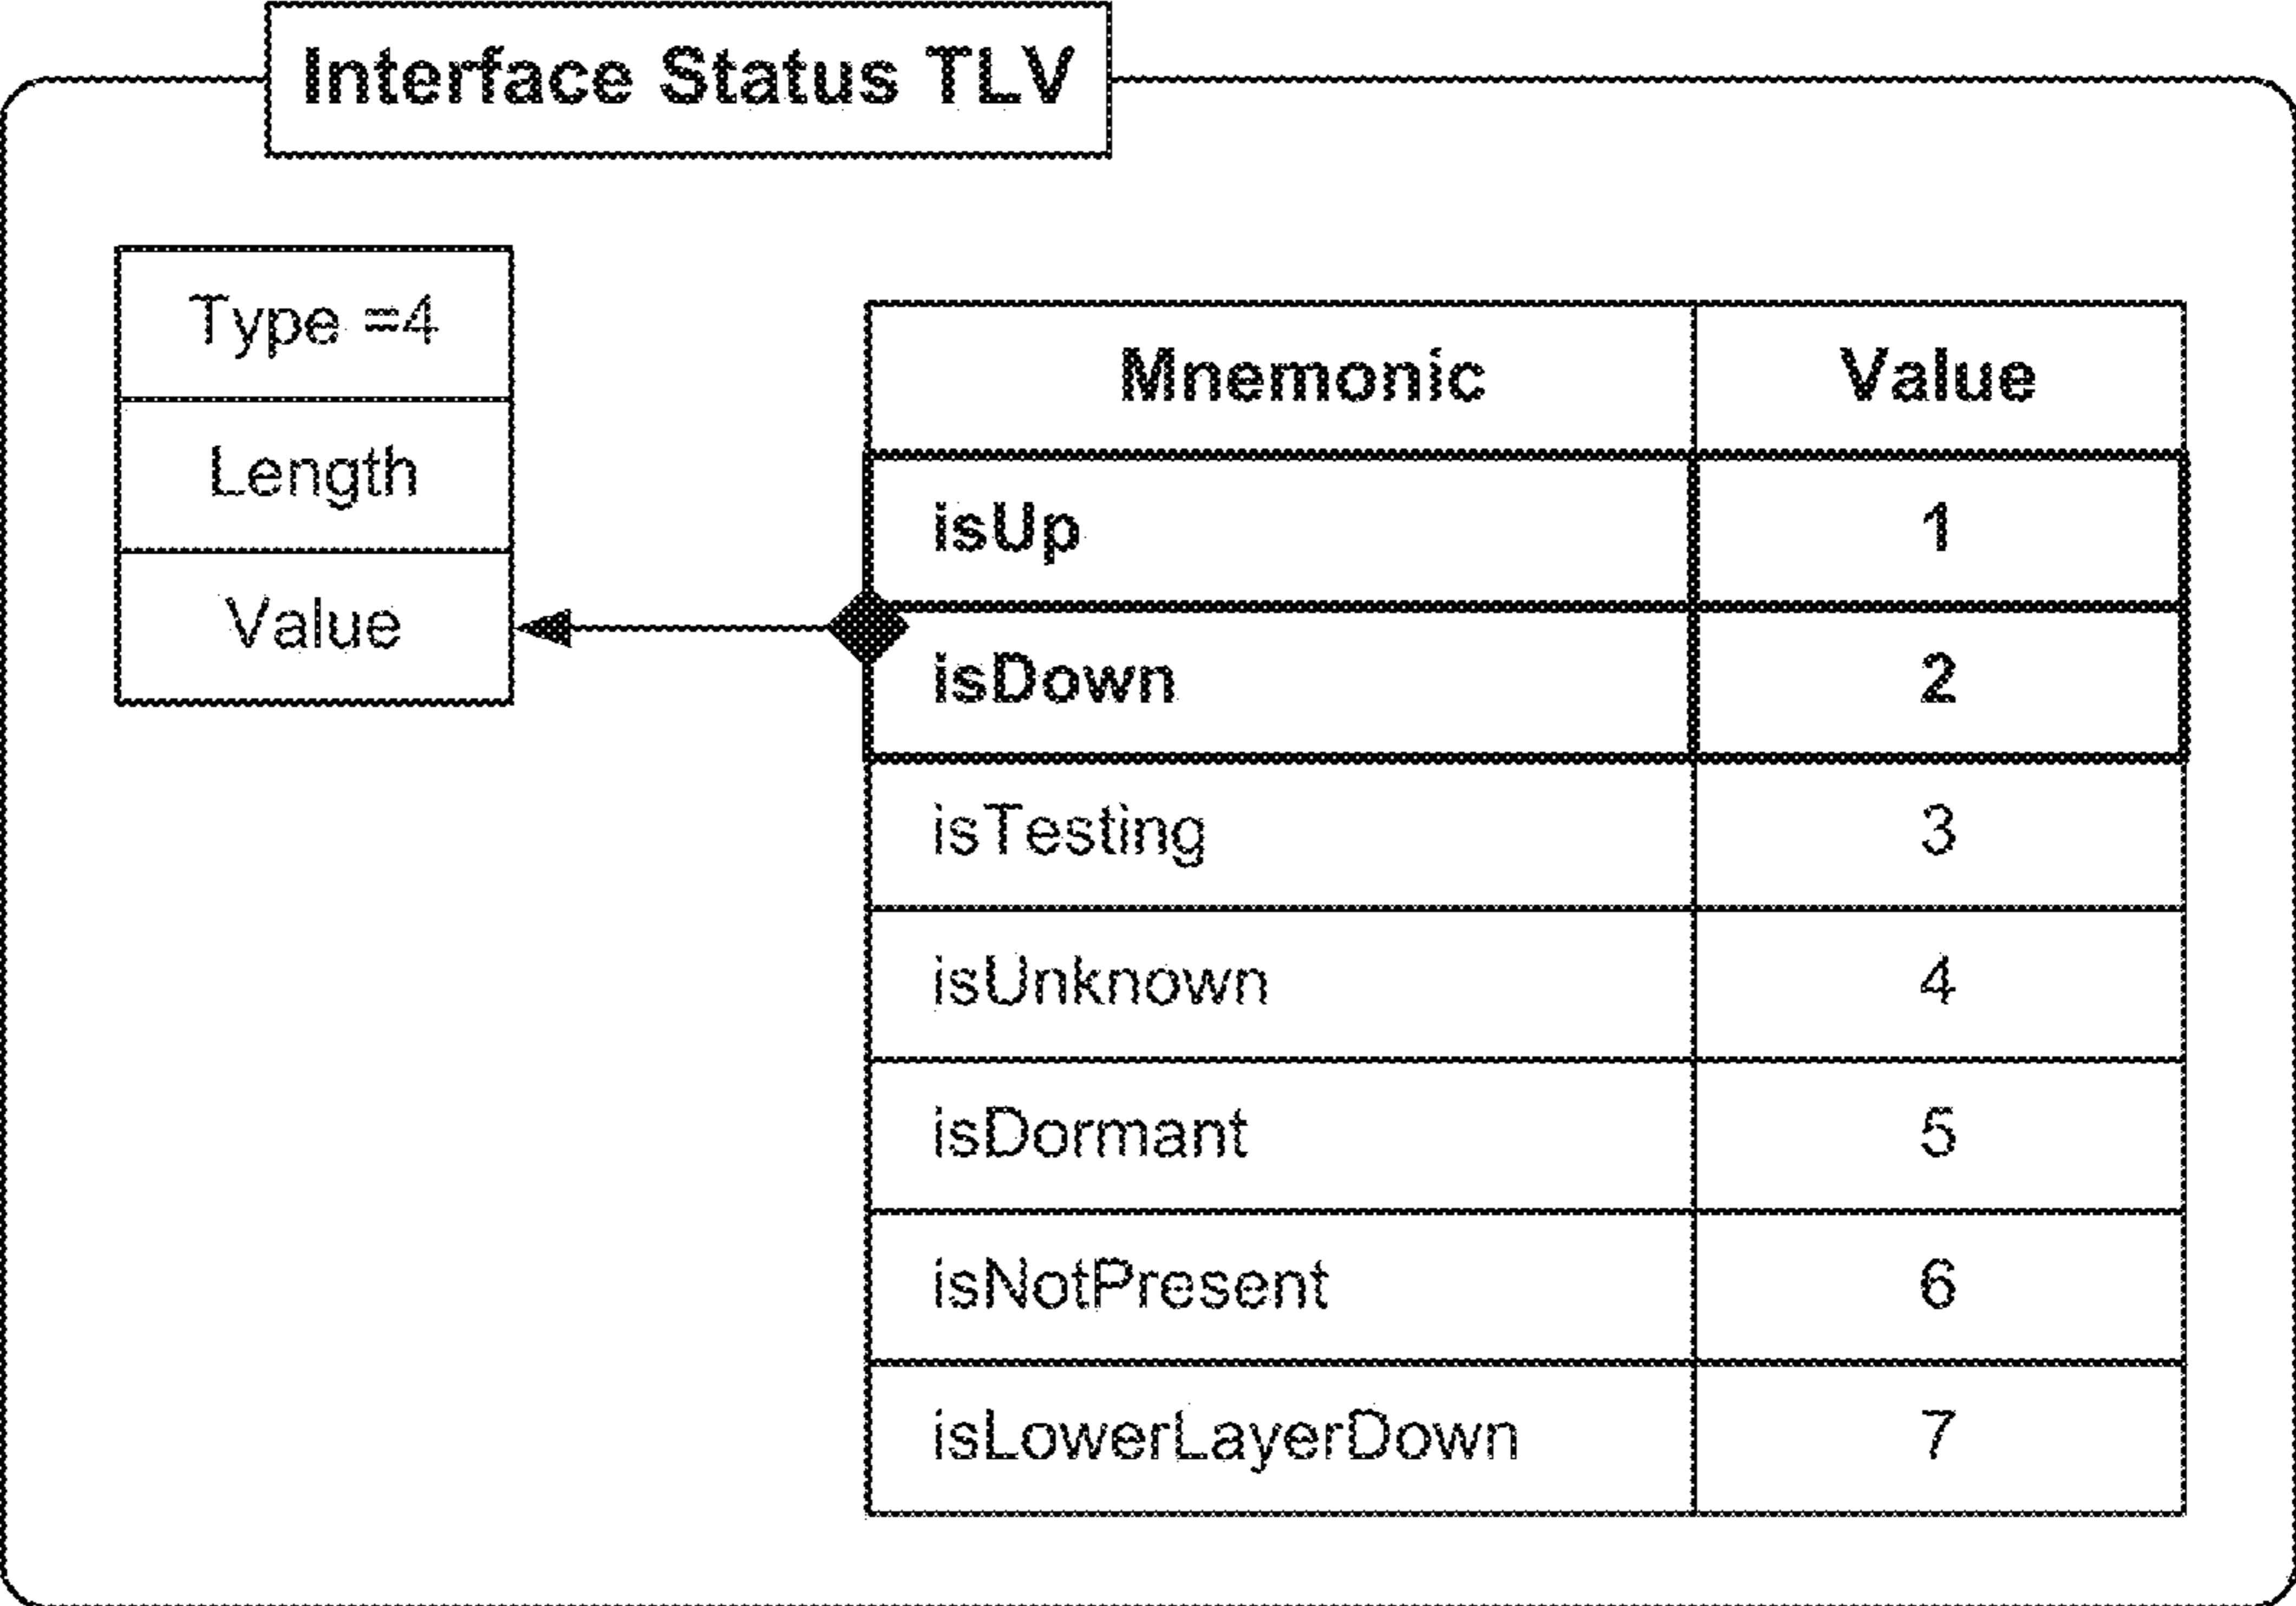 Interface Status TLV
Type =4
Length
Value
Mnemonic Value
isUp 1
isDown 2
isTesting 3
isUnknown 4
isDormant 5
isNotPresent 6
isLowerLayerDown 7